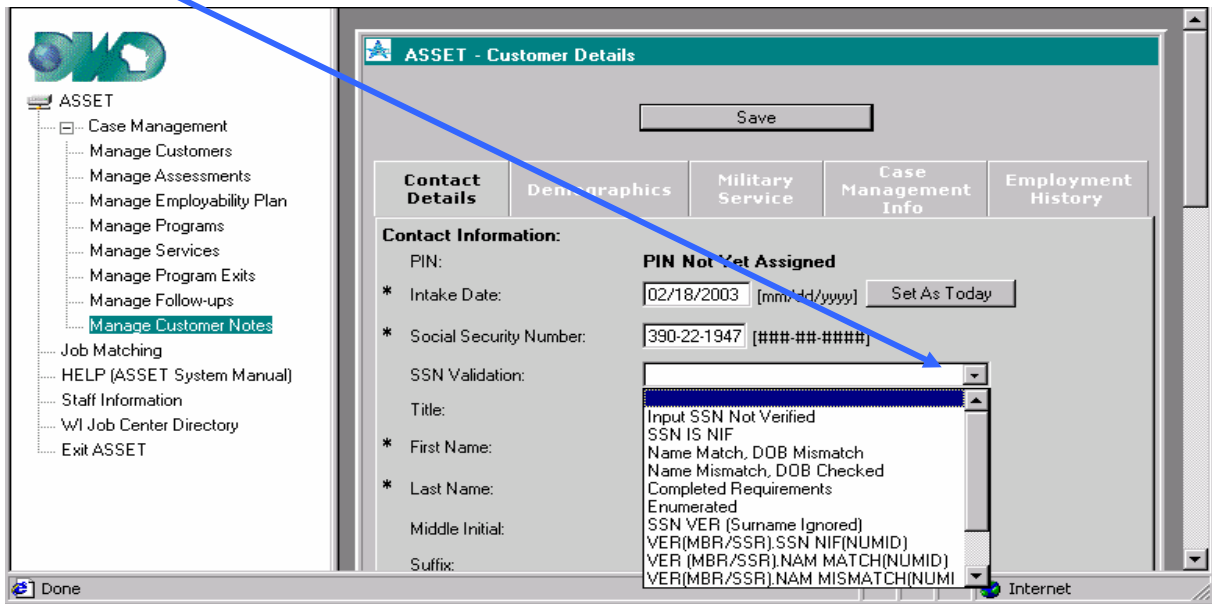 DWD
ASSET
Case Management
Manage Customers
Manage Assessments
Manage Employability Plan
Manage Programs
Manage Services
Manage Program Exits
Manage Follow-ups
Manage Customer Notes
Job Matching
HELP (ASSET System Manual)
Staff Information
WI Job Center Directory
Exit ASSET
ASSET - Customer Details
Save
Contact Details
Demographics
Military Service
Case Management Info
Employment History
Contact Information:
PIN: PIN Not Yet Assigned
* Intake Date: 02/18/2003 [mm/dd/yyyy] Set As Today
* Social Security Number: 390-22-1947 [###-##-####]
SSN Validation:
Title:
* First Name:
* Last Name:
Middle Initial:
Suffix:
Input SSN Not Verified
SSN IS NIF
Name Match, DOB Mismatch
Name Mismatch, DOB Checked
Completed Requirements
Enumerated
SSN VER (Surname Ignored)
VER(MBR/SSR).SSN NIF(NUMID)
VER (MBR/SSR).NAM MATCH(NUMID)
VER(MBR/SSR).NAM MISMATCH(NUMI
Done
Internet